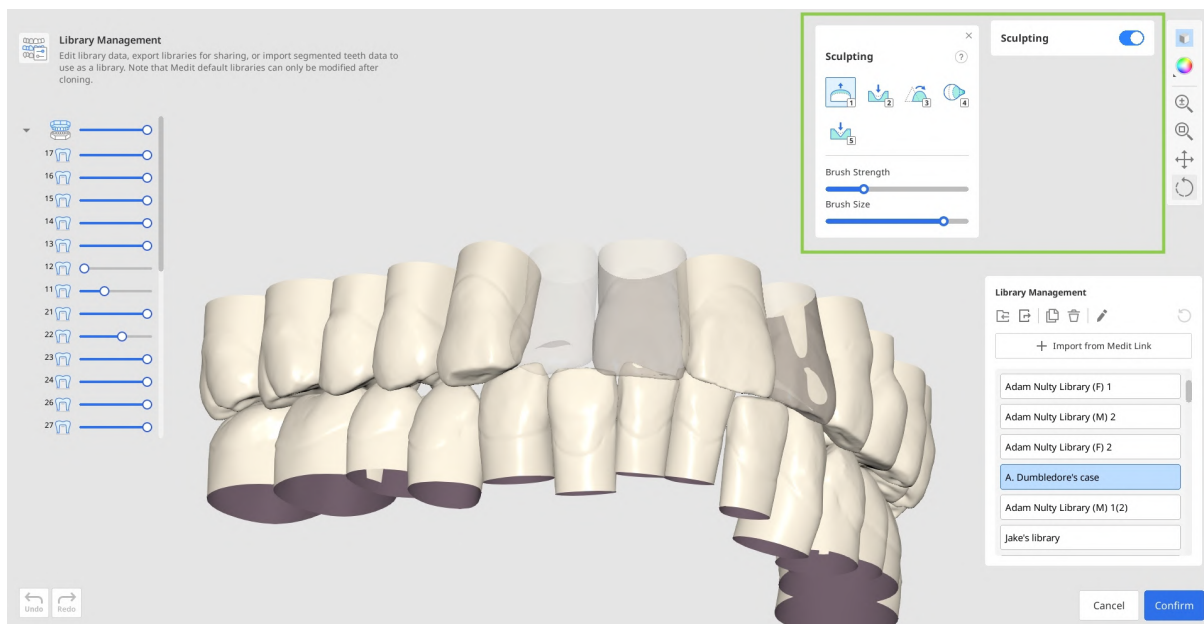 Library Management
Edit library data, export libraries for sharing, or import segmented teeth data to
use as a library. Note that Medit default libraries can only be modified after
cloning.
17
16
15
14
13
12
11
21
22
23
24
26
27
Sculpting
?
1
2
3
4
5
Brush Strength
Brush Size
Sculpting
Library Management
+ Import from Medit Link
Adam Nulty Library (F) 1
Adam Nulty Library (M) 2
Adam Nulty Library (F) 2
A. Dumbledore's case
Adam Nulty Library (M) 1(2)
Jake's library
Undo
Redo
Cancel
Confirm